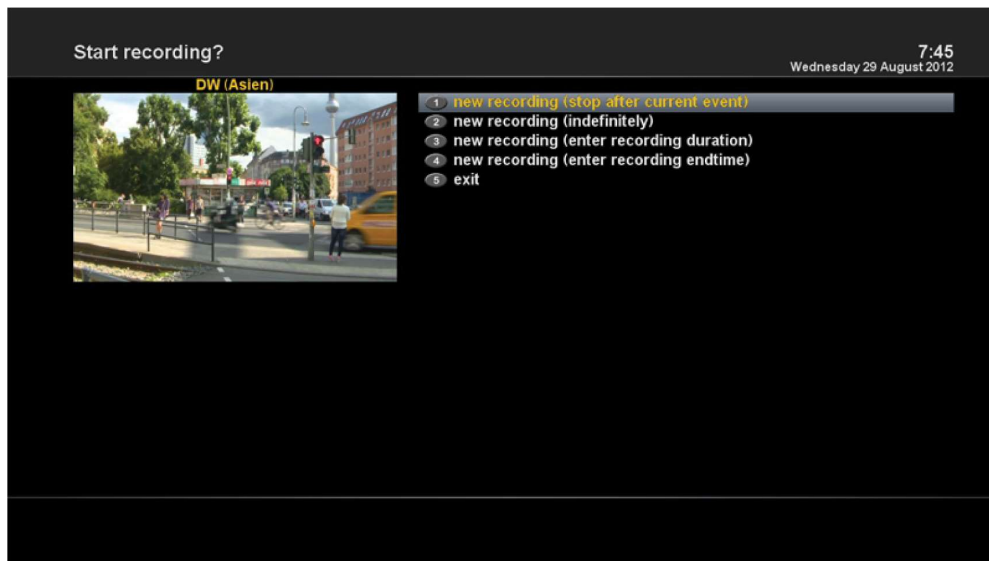 Start recording?
7:45
Wednesday 29 August 2012
DW (Asien)
1 new recording (stop after current event)
2 new recording (indefinitely)
3 new recording (enter recording duration)
4 new recording (enter recording endtime)
5 exit